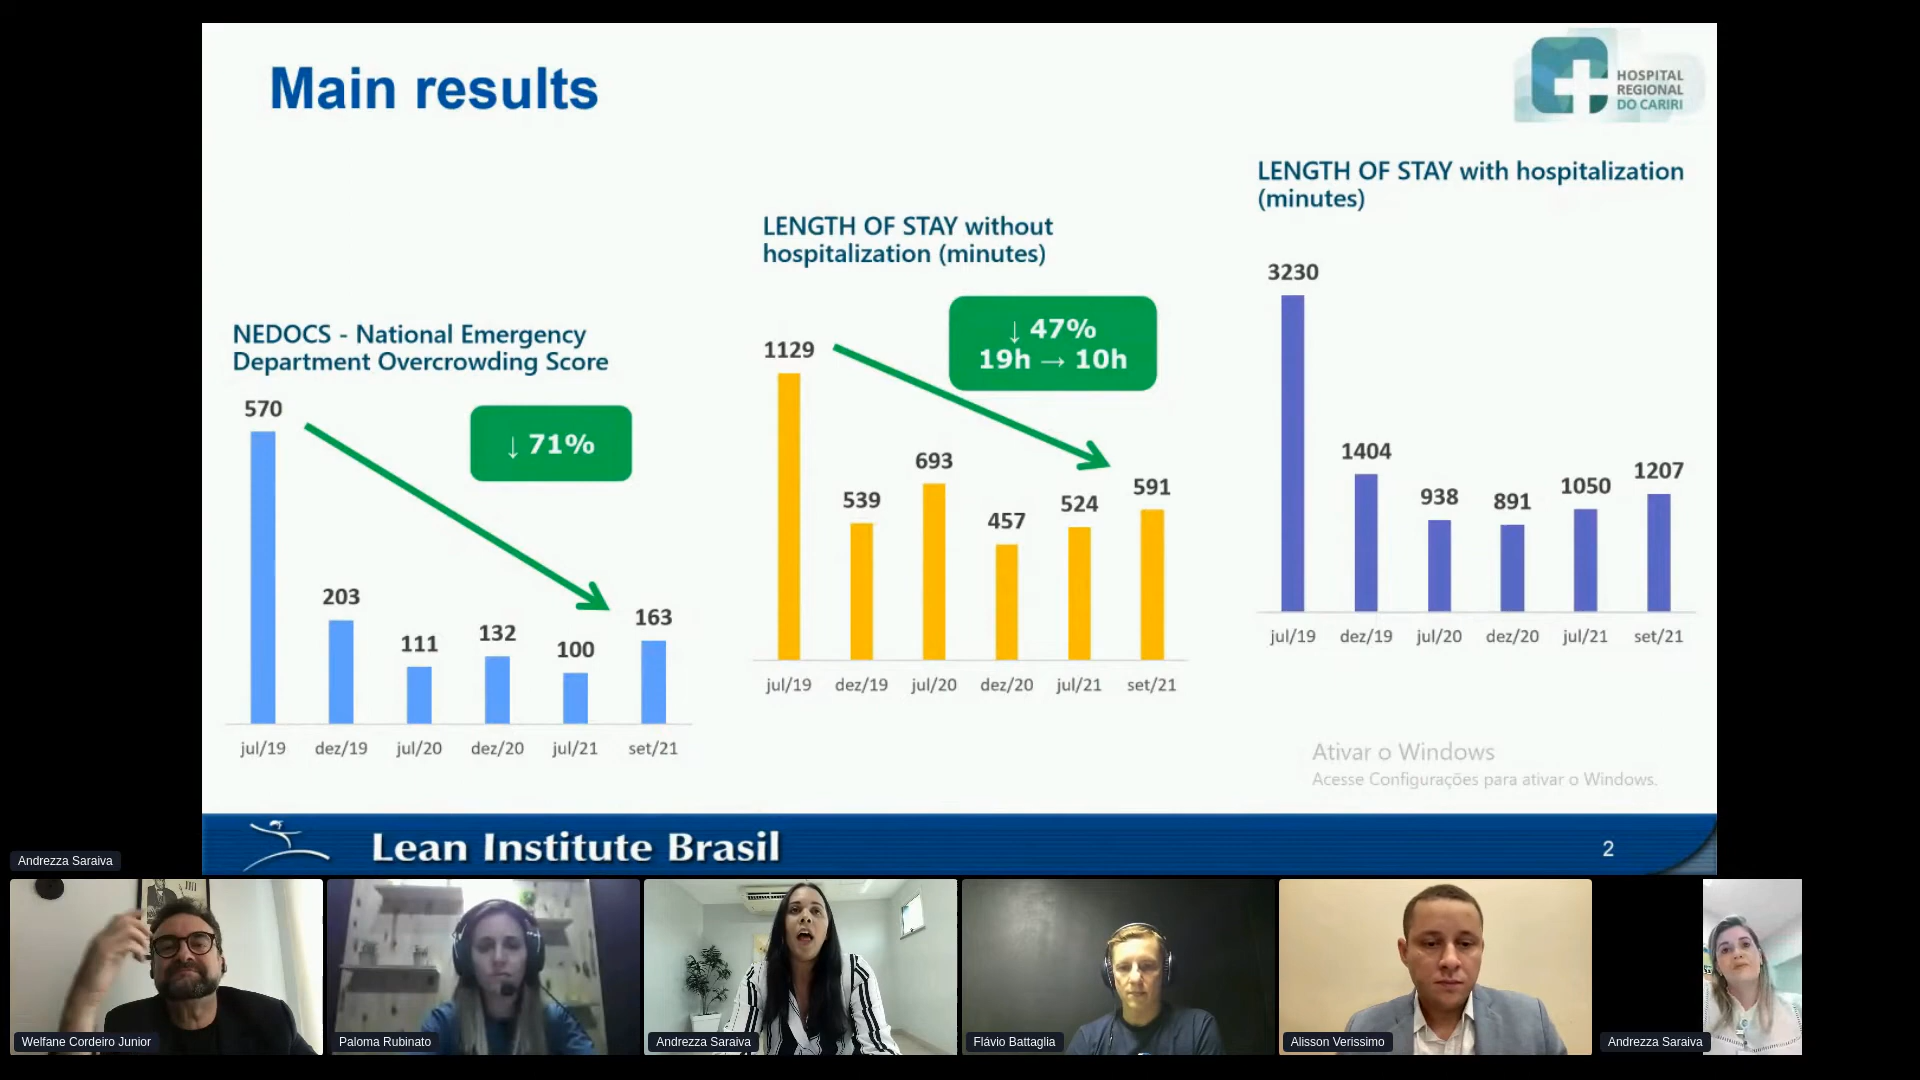 Main results
HOSPITAL
REGIONAL
DO CARIRI
NEDOCS - National Emergency
Department Overcrowding Score
570
↓ 71%
203
111
132
100
163
jul/19 dez/19 jul/20 dez/20 jul/21 set/21
LENGTH OF STAY without
hospitalization (minutes)
↓ 47%
19h → 10h
1129
539
693
457
524
591
jul/19 dez/19 jul/20 dez/20 jul/21 set/21
LENGTH OF STAY with hospitalization
(minutes)
3230
1404
938
891
1050
1207
jul/19 dez/19 jul/20 dez/20 jul/21 set/21
Ativar o Windows
Acesse Configurações para ativar o Windows.
Lean Institute Brasil
2
Andrezza Saraiva
Welfane Cordeiro Junior
Paloma Rubinato
Andrezza Saraiva
Flávio Battaglia
Alisson Verissimo
Andrezza Saraiva